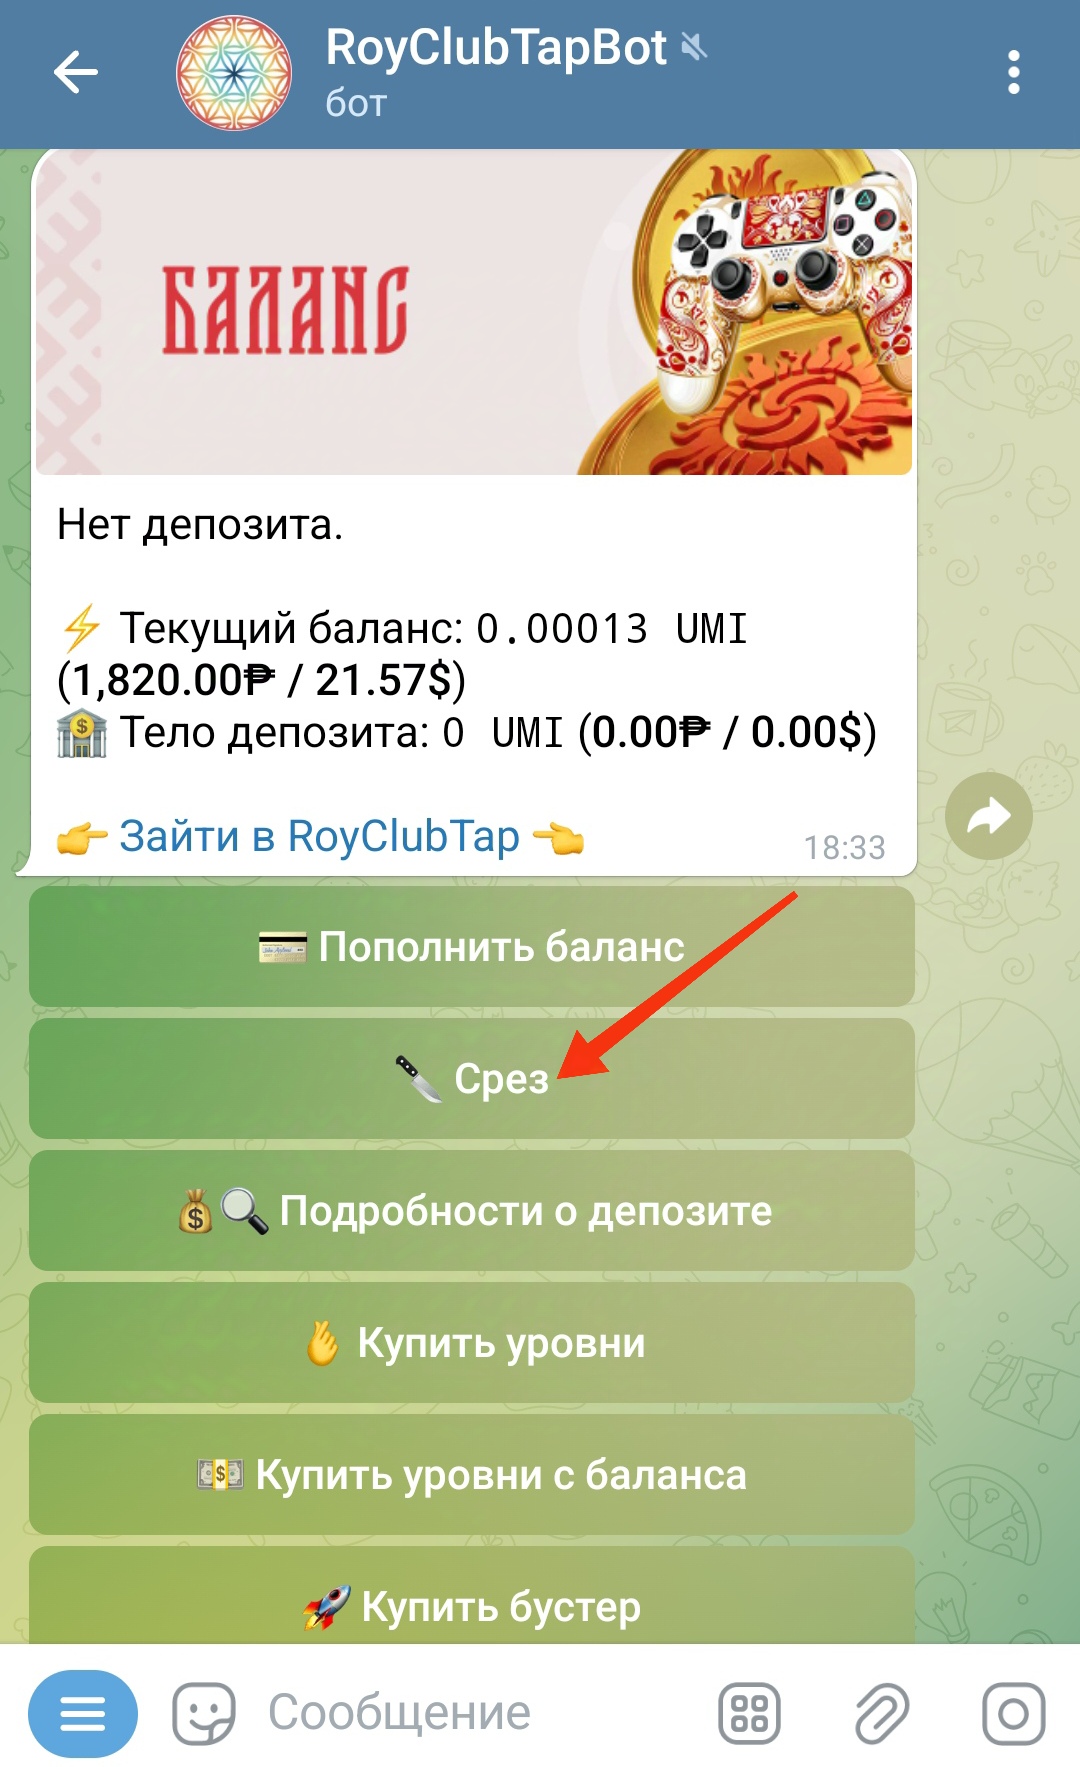 RoyClubTapBot
бот
БАЛАНС
Нет депозита.
⚡ Текущий баланс: 0.00013 UMI
(1,820.00₱ / 21.57$)
🏦 Тело депозита: 0 UMI (0.00₱ / 0.00$)
👉 Зайти в RoyClubTap 👈
18:33
💳 Пополнить баланс
🔪 Срез
💰🔍 Подробности о депозите
🫰 Купить уровни
💵 Купить уровни с баланса
🚀 Купить бустер
Сообщение